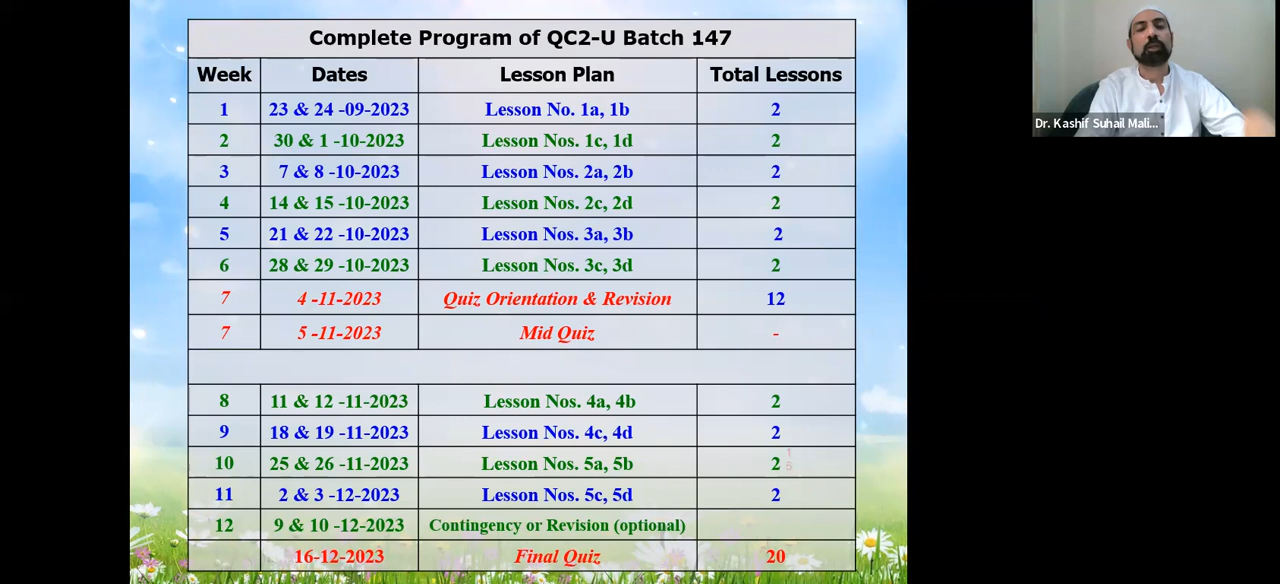 Complete Program of QC2-U Batch 147
Week Dates Lesson Plan Total Lessons
1 23 & 24 -09-2023 Lesson No. 1a, 1b 2
2 30 & 1 -10-2023 Lesson Nos. 1c, 1d 2
3 7 & 8 -10-2023 Lesson Nos. 2a, 2b 2
4 14 & 15 -10-2023 Lesson Nos. 2c, 2d 2
5 21 & 22 -10-2023 Lesson Nos. 3a, 3b 2
6 28 & 29 -10-2023 Lesson Nos. 3c, 3d 2
7 4 -11-2023 Quiz Orientation & Revision 12
7 5 -11-2023 Mid Quiz -
8 11 & 12 -11-2023 Lesson Nos. 4a, 4b 2
9 18 & 19 -11-2023 Lesson Nos. 4c, 4d 2
10 25 & 26 -11-2023 Lesson Nos. 5a, 5b 2
11 2 & 3 -12-2023 Lesson Nos. 5c, 5d 2
12 9 & 10 -12-2023 Contingency or Revision (optional)
16-12-2023 Final Quiz 20
Dr. Kashif Suhail Mali...